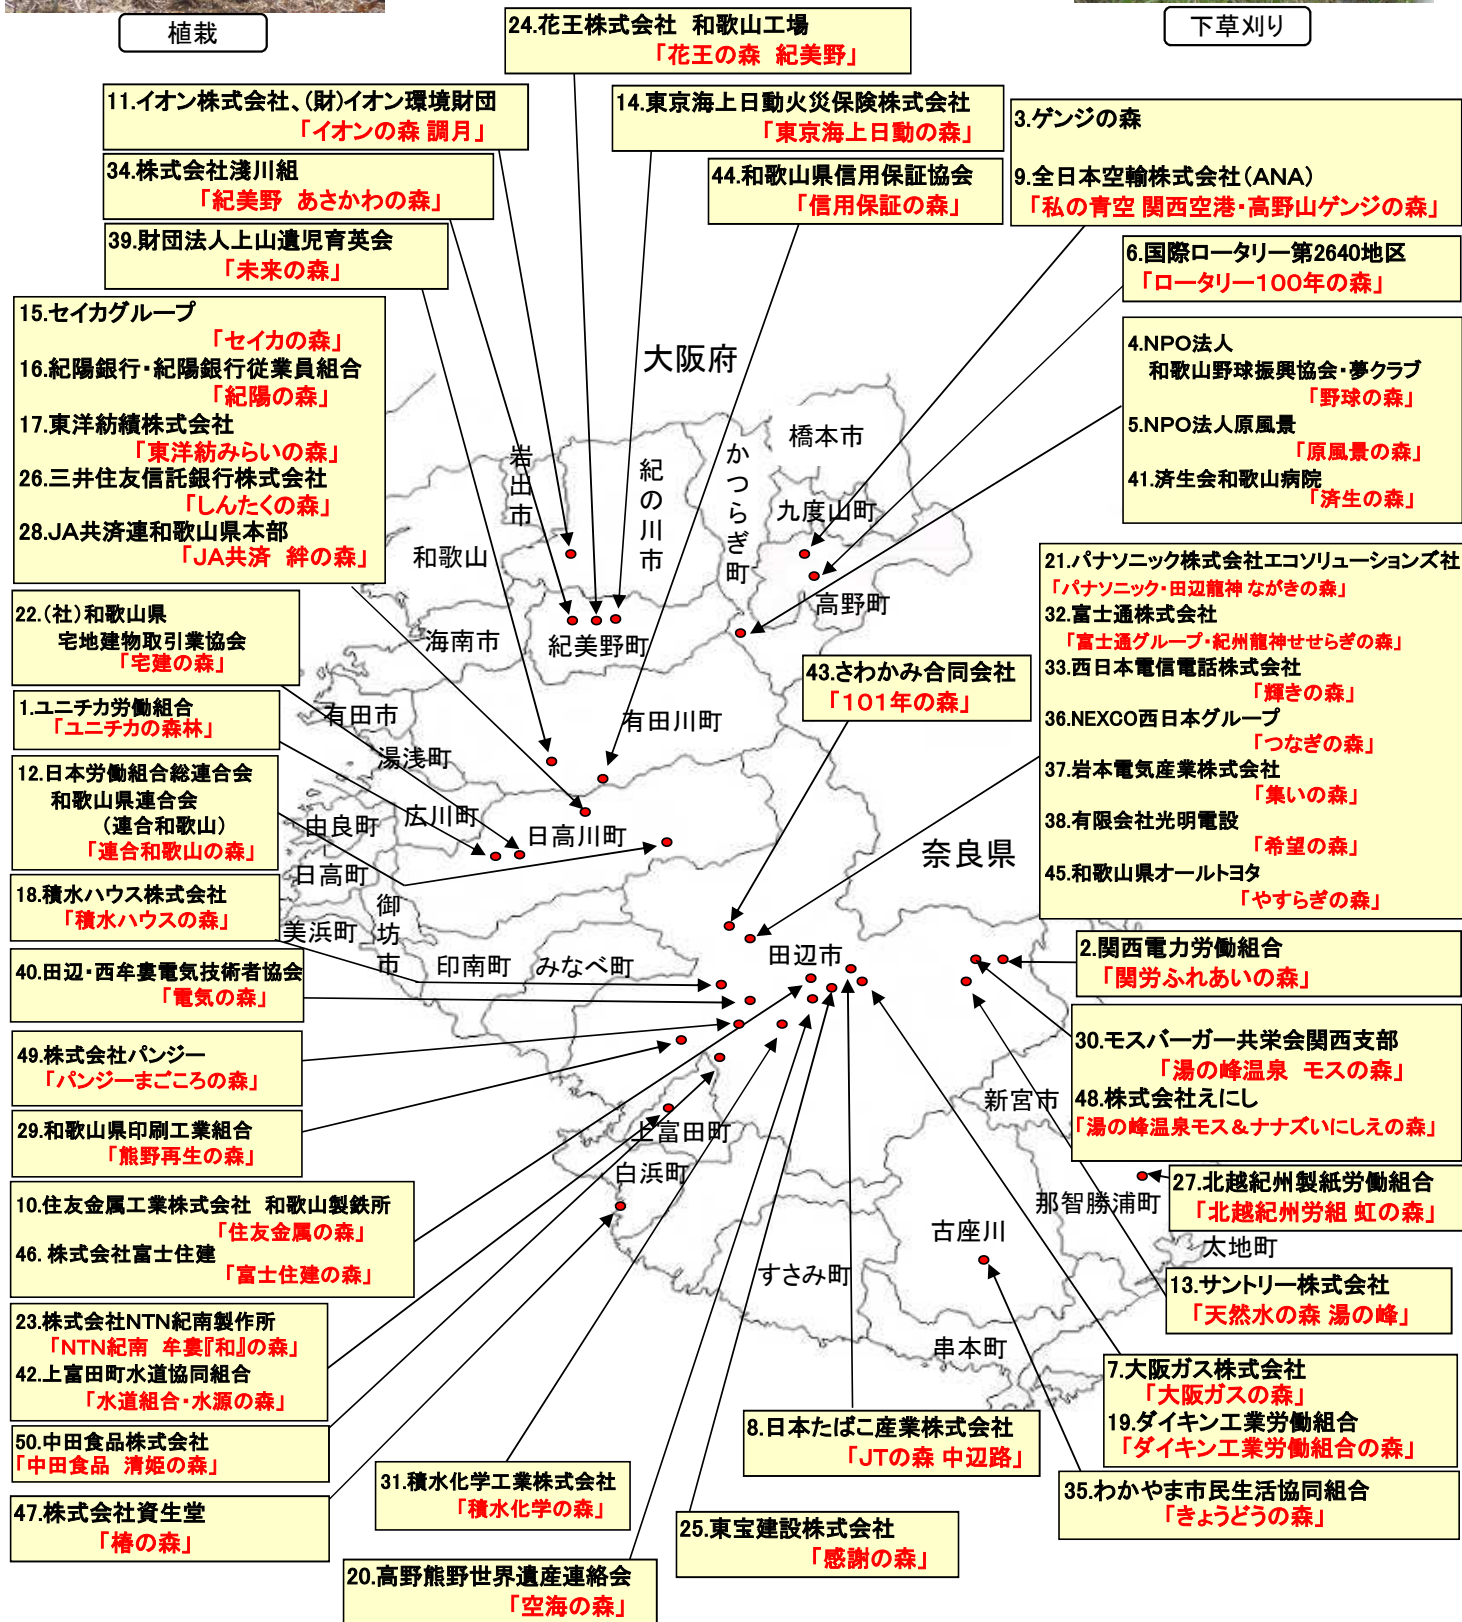 植栽
下草刈り
24.花王株式会社 和歌山工場
「花王の森 紀美野」
11.イオン株式会社、(財)イオン環境財団
「イオンの森 調月」
14.東京海上日動火災保険株式会社
「東京海上日動の森」
3.ゲンジの森
9.全日本空輸株式会社(ANA)
「私の青空 関西空港・高野山ゲンジの森」
34.株式会社淺川組
「紀美野 あさかわの森」
44.和歌山県信用保証協会
「信用保証の森」
39.財団法人上山遺児育英会
「未来の森」
6.国際ロータリー第2640地区
「ロータリー100年の森」
15.セイカグループ
「セイカの森」
16.紀陽銀行・紀陽銀行従業員組合
「紀陽の森」
17.東洋紡績株式会社
「東洋紡みらいの森」
26.三井住友信託銀行株式会社
「しんたくの森」
28.JA共済連和歌山県本部
「JA共済 絆の森」
4.NPO法人
和歌山野球振興協会・夢クラブ
「野球の森」
5.NPO法人原風景
「原風景の森」
41.済生会和歌山病院
「済生の森」
大阪府
橋本市
かつらぎ町
岩出市
紀の川市
九度山町
和歌山
高野町
海南市
紀美野町
21.パナソニック株式会社エコソリューションズ社
「パナソニック・田辺龍神 ながきの森」
32.富士通株式会社
「富士通グループ・紀州龍神せせらぎの森」
33.西日本電信電話株式会社
「輝きの森」
36.NEXCO西日本グループ
「つなぎの森」
37.岩本電気産業株式会社
「集いの森」
38.有限会社光明電設
「希望の森」
45.和歌山県オールトヨタ
「やすらぎの森」
22.(社)和歌山県
宅地建物取引業協会
「宅建の森」
43.さわかみ合同会社
「101年の森」
1.ユニチカ労働組合
「ユニチカの森林」
有田市
有田川町
湯浅町
12.日本労働組合総連合会
和歌山県連合会
(連合和歌山)
「連合和歌山の森」
広川町
由良町
日高川町
奈良県
日高町
18.積水ハウス株式会社
「積水ハウスの森」
御坊市
美浜町
印南町
みなべ町
田辺市
40.田辺・西牟婁電気技術者協会
「電気の森」
2.関西電力労働組合
「関労ふれあいの森」
49.株式会社パンジー
「パンジーまごころの森」
30.モスバーガー共栄会関西支部
「湯の峰温泉 モスの森」
48.株式会社えにし
「湯の峰温泉モス&ナナズいにしえの森」
新宮市
29.和歌山県印刷工業組合
「熊野再生の森」
上富田町
白浜町
那智勝浦町
27.北越紀州製紙労働組合
「北越紀州労組 虹の森」
10.住友金属工業株式会社 和歌山製鉄所
「住友金属の森」
46.株式会社富士住建
「富士住建の森」
古座川
太地町
すさみ町
13.サントリー株式会社
「天然水の森 湯の峰」
23.株式会社NTN紀南製作所
「NTN紀南 牟婁『和』の森」
42.上富田町水道協同組合
「水道組合・水源の森」
串本町
7.大阪ガス株式会社
「大阪ガスの森」
19.ダイキン工業労働組合
「ダイキン工業労働組合の森」
50.中田食品株式会社
「中田食品 清姫の森」
8.日本たばこ産業株式会社
「JTの森 中辺路」
31.積水化学工業株式会社
「積水化学の森」
35.わかやま市民生活協同組合
「きょうどうの森」
47.株式会社資生堂
「椿の森」
25.東宝建設株式会社
「感謝の森」
20.高野熊野世界遺産連絡会
「空海の森」